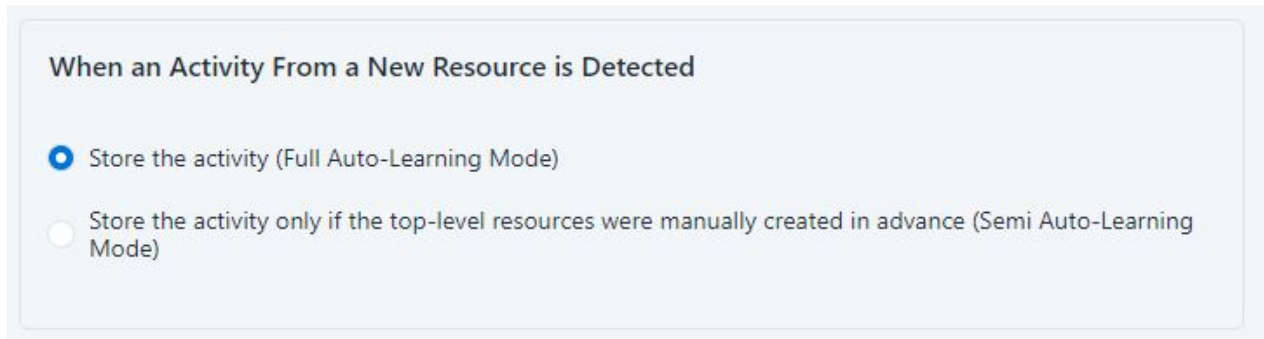 When an Activity From a New Resource is Detected
Store the activity (Full Auto-Learning Mode)
Store the activity only if the top-level resources were manually created in advance (Semi Auto-Learning
Mode)